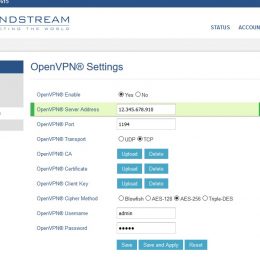 NDSTREAM
CTING THE WORLD
STATUS ACCOUN
OpenVPN® Settings
OpenVPN® Enable Yes No
OpenVPN® Server Address 12.345.678.910
OpenVPN® Port 1194
OpenVPN® Transport UDP TCP
OpenVPN® CA Upload Delete
OpenVPN® Certificate Upload Delete
OpenVPN® Client Key Upload Delete
OpenVPN® Cipher Method Blowfish AES-128 AES-256 Triple-DES
OpenVPN® Username admin
OpenVPN® Password •••••
Save Save and Apply Reset